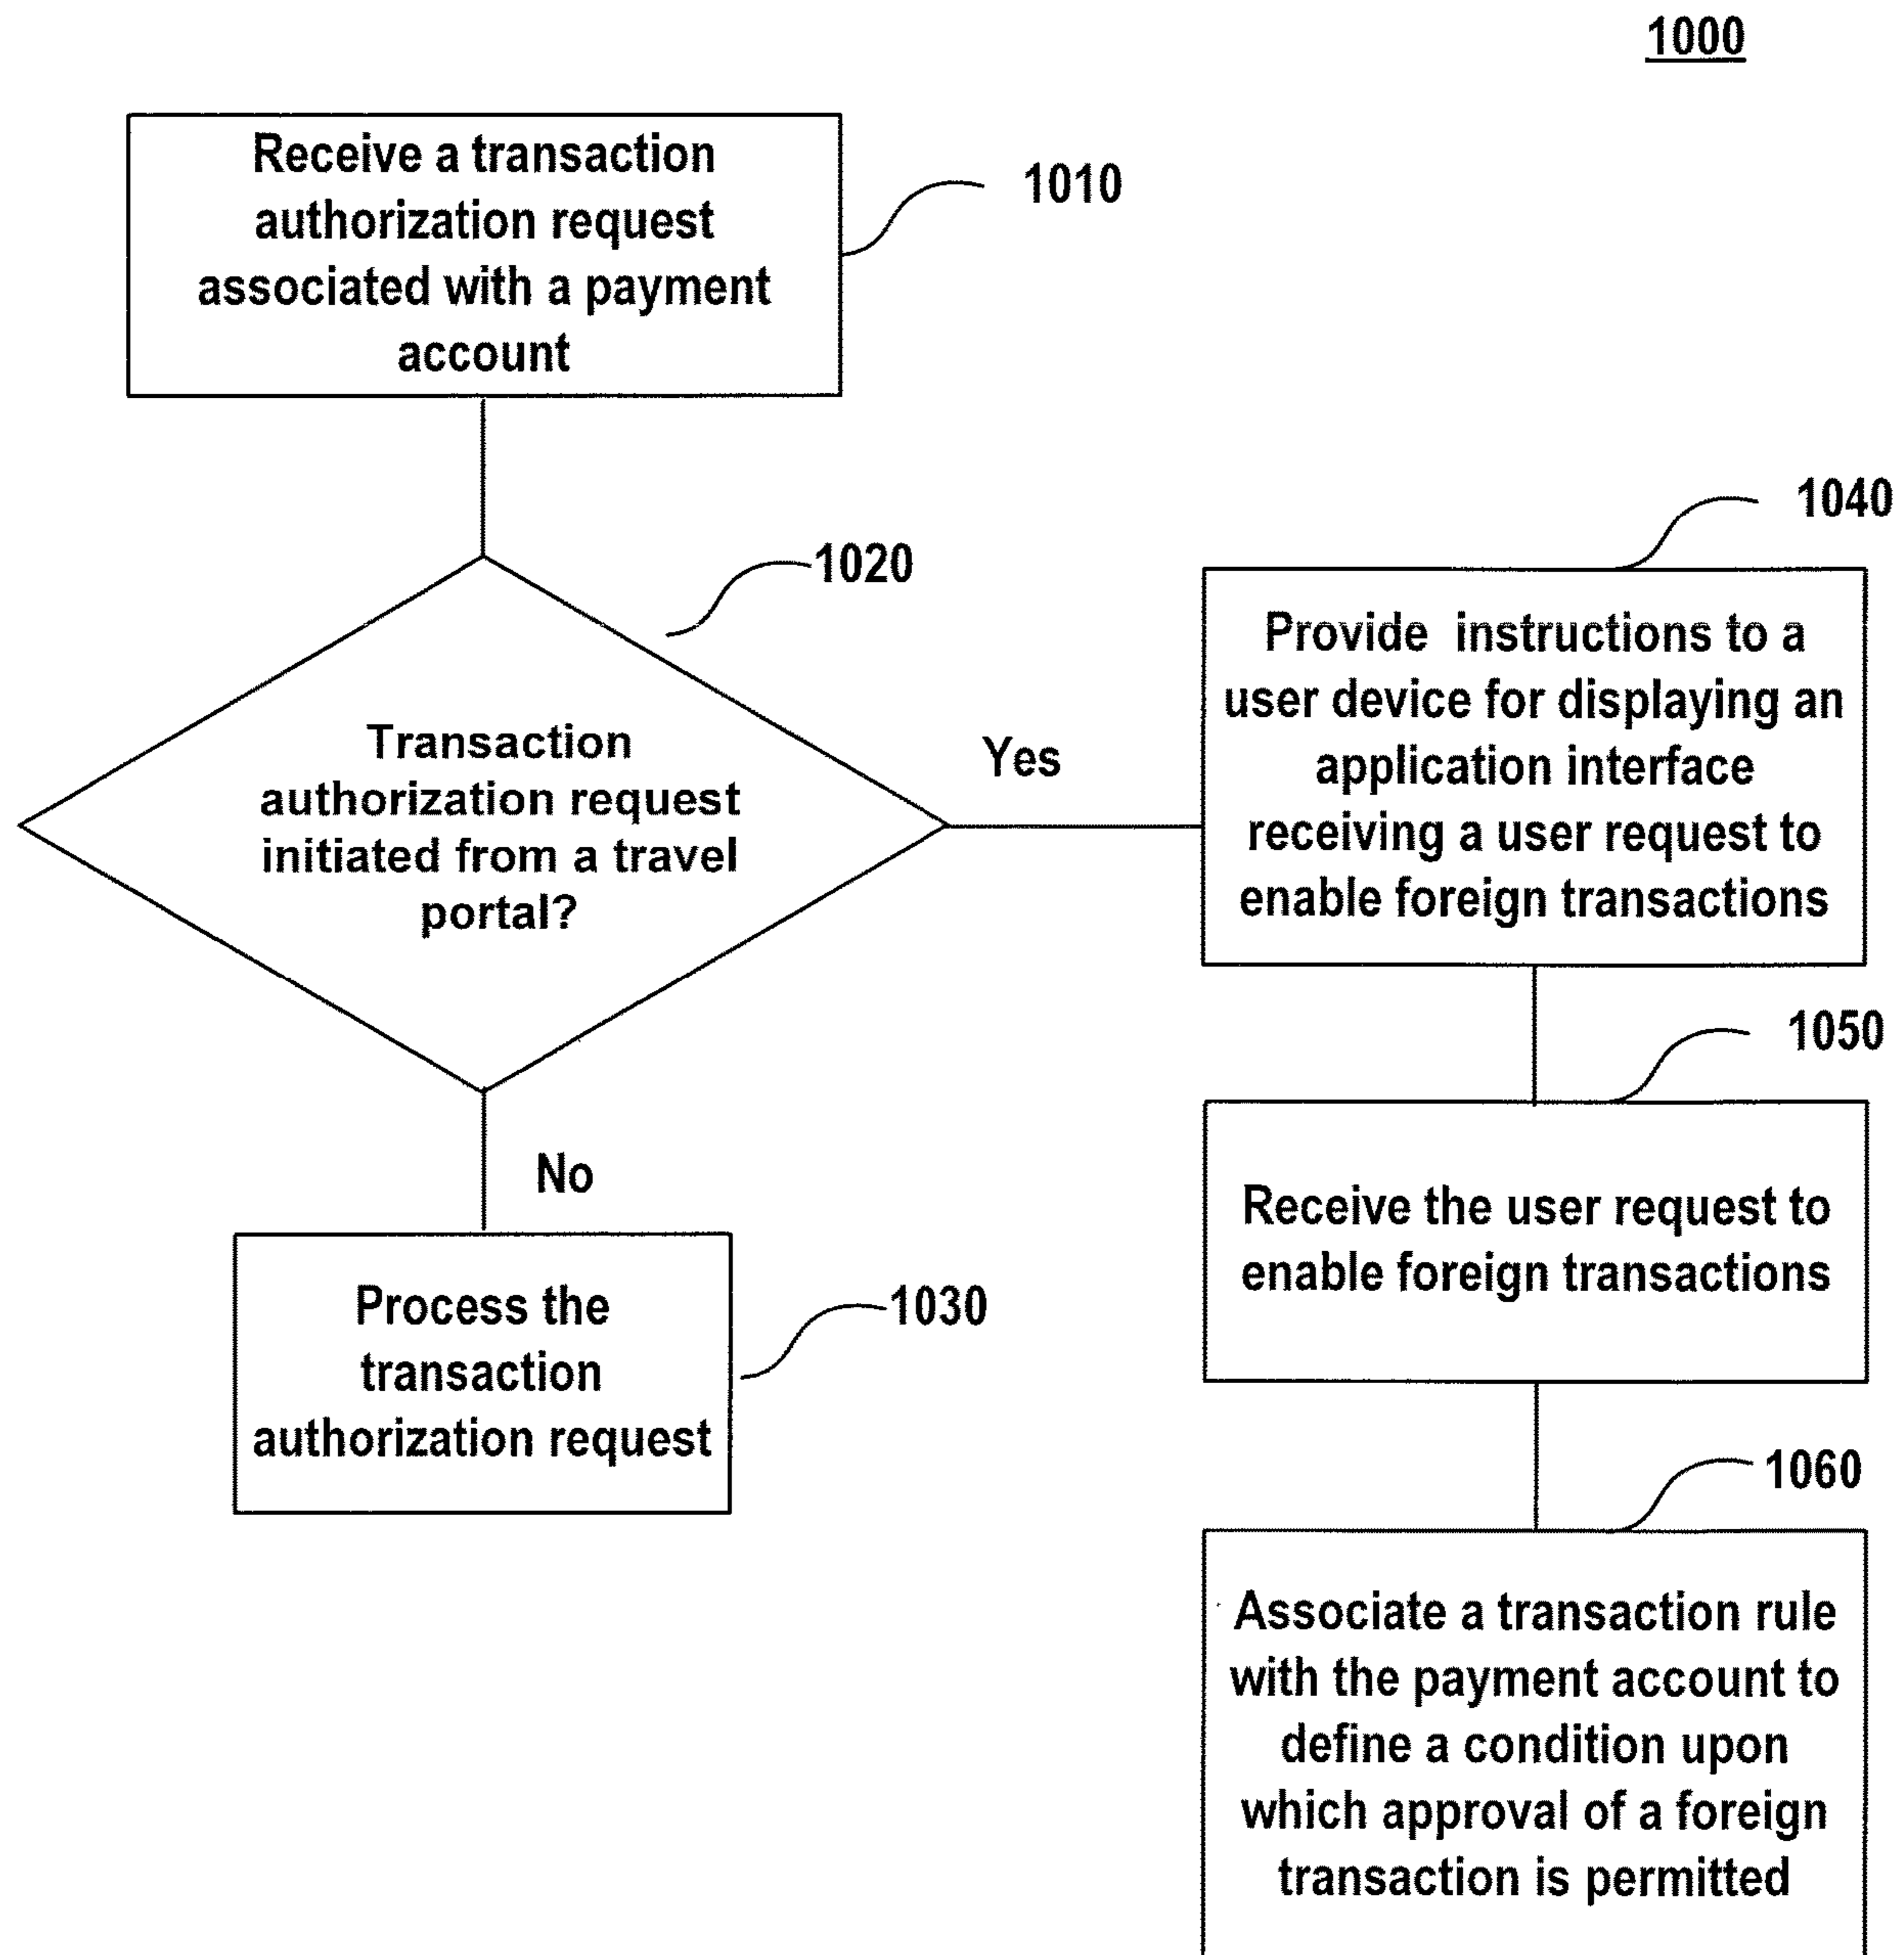 1000
Receive a transaction
authorization request
associated with a payment
account
1010
1020
Transaction
authorization request
initiated from a travel
portal?
Yes
No
Process the
transaction
authorization request
1030
1040
Provide instructions to a
user device for displaying an
application interface
receiving a user request to
enable foreign transactions
1050
Receive the user request to
enable foreign transactions
1060
Associate a transaction rule
with the payment account to
define a condition upon
which approval of a foreign
transaction is permitted